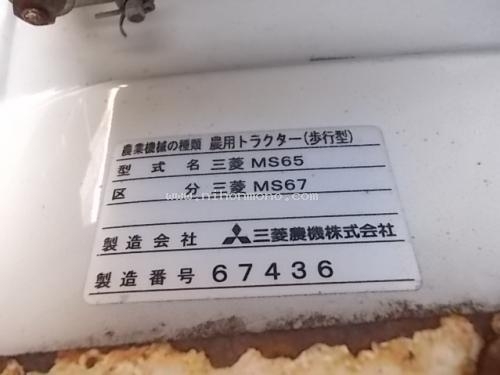 農業機械の種類 農用トラクター(歩行型)
型式名 三菱 MS65
区分 三菱 MS67
www.nihonmono.com
製造会社 三菱農機株式会社
製造番号 67436